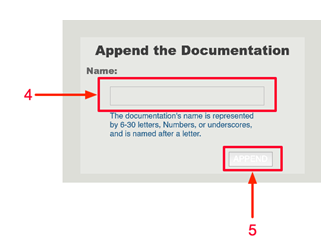 Append the Documentation
Name:
4
The documentation's name is represented
by 6-30 letters, Numbers, or underscores,
and is named after a letter.
APPEND
5